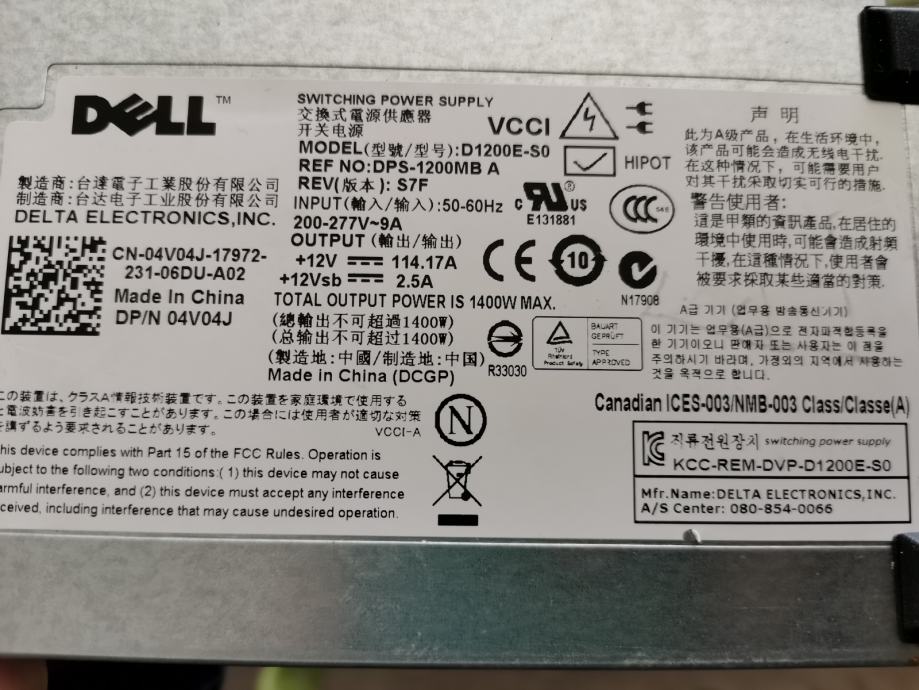 DELL™
SWITCHING POWER SUPPLY
交換式電源供應器
开关电源
VCCI
MODEL(型號/型号):D1200E-S0
REF NO:DPS-1200MB A
REV(版本): S7F
INPUT(輸入/输入):50-60Hz
200-277V~9A
OUTPUT (輸出/输出)
+12V 114.17A
+12Vsb 2.5A
TOTAL OUTPUT POWER IS 1400W MAX.
(總輸出不可超過1400W)
(总输出不可超过1400W)
(製造地:中國/制造地:中国)
Made in China (DCGP)
製造商:台達電子工業股份有限公司
制造商:台达电子工业股份有限公司
DELTA ELECTRONICS,INC.
CN-04V04J-17972-
231-06DU-A02
Made In China
DP/N 04V04J
HIPOT
c RU® US
E131881
CCC S&E
CE
10
N17908
R33030
TÜV
Rheinland
Product Safety
BAUART
GEPRÜFT
TYPE
APPROVED
声 明
此为A级产品，在生活环境中,
该产品可能会造成无线电干扰.
在这种情况下,可能需要用户
对其干扰采取切实可行的措施.
警告使用者:
這是甲類的資訊產品,在居住的
環境中使用時,可能會造成射頻
干擾,在這種情況下,使用者會
被要求採取某些適當的對策.
A급 기기 (업무용 방송통신기기)
이 기기는 업무용(A급)으로 전자파적합등록을
한 기기이오니 판매자 또는 사용자는 이 점을
주의하시기 바라며, 가정외의 지역에서 사용하는
것을 목적으로 합니다.
この装置は、クラスA情報技術装置です。この装置を家庭環境で使用する
と電波妨害を引き起こすことがあります。この場合には使用者が適切な対策
を講ずるよう要求されることがあります。
VCCI-A
N
his device complies with Part 15 of the FCC Rules. Operation is
ubject to the following two conditions:( 1) this device may not cause
armful interference, and (2) this device must accept any interference
ceived, including interference that may cause undesired operation.
Canadian ICES-003/NMB-003 Class/Classe(A)
직류전원장치 switching power supply
KCC-REM-DVP-D1200E-S0
Mfr.Name:DELTA ELECTRONICS,INC.
A/S Center: 080-854-0066